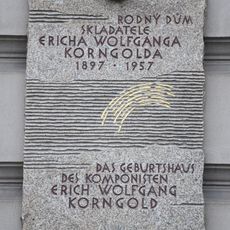 RODNÝ DŮM
SKLADATELE
ERICHA WOLFGANGA
KORNGOLDA
1897 · 1957
DAS GEBURTSHAUS
DES KOMPONISTEN
ERICH WOLFGANG
KORNGOLD